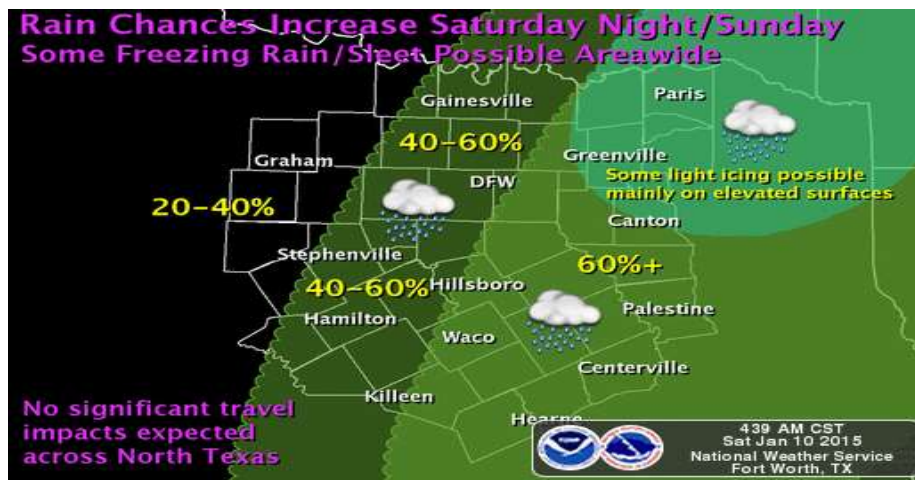 Rain Chances Increase Saturday Night/Sunday
Some Freezing Rain/Sleet Possible Areawide
Gainesville
Paris
40-60%
Graham
Greenville
DFW
Some light icing possible
mainly on elevated surfaces
20-40%
Canton
Stephenville
60%+
40-60%
Hillsboro
Hamilton
Palestine
Waco
Centerville
Killeen
No significant travel
impacts expected
across North Texas
Hearne
439 AM CST
Sat Jan 10 2015
National Weather Service
Fort Worth, TX